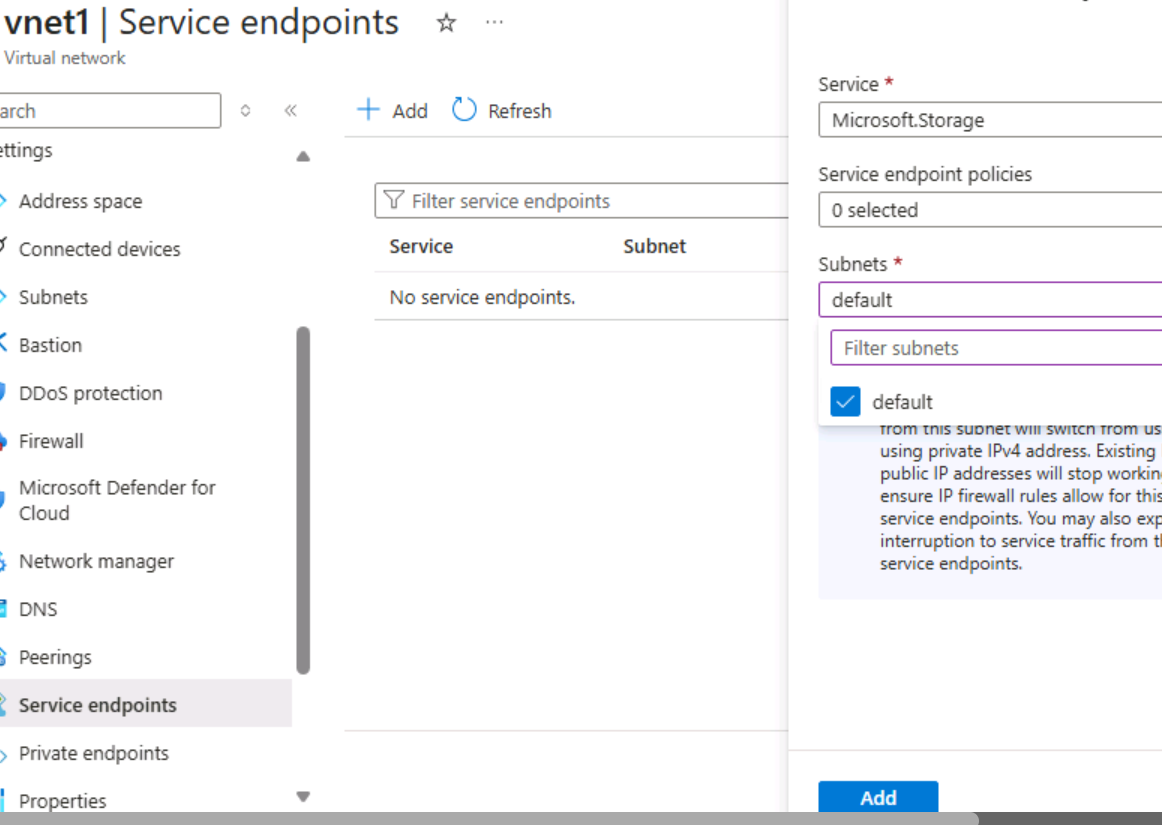 vnet1 | Service endpoints
Virtual network
arch
ettings
Address space
Connected devices
Subnets
Bastion
DDoS protection
Firewall
Microsoft Defender for
Cloud
Network manager
DNS
Peerings
Service endpoints
Private endpoints
Properties
Add Refresh
Filter service endpoints
Service Subnet
No service endpoints.
Service *
Microsoft.Storage
Service endpoint policies
0 selected
Subnets *
default
Filter subnets
default
from this subnet will switch from us
using private IPv4 address. Existing
public IP addresses will stop workin
ensure IP firewall rules allow for this
service endpoints. You may also exp
interruption to service traffic from t
service endpoints.
Add